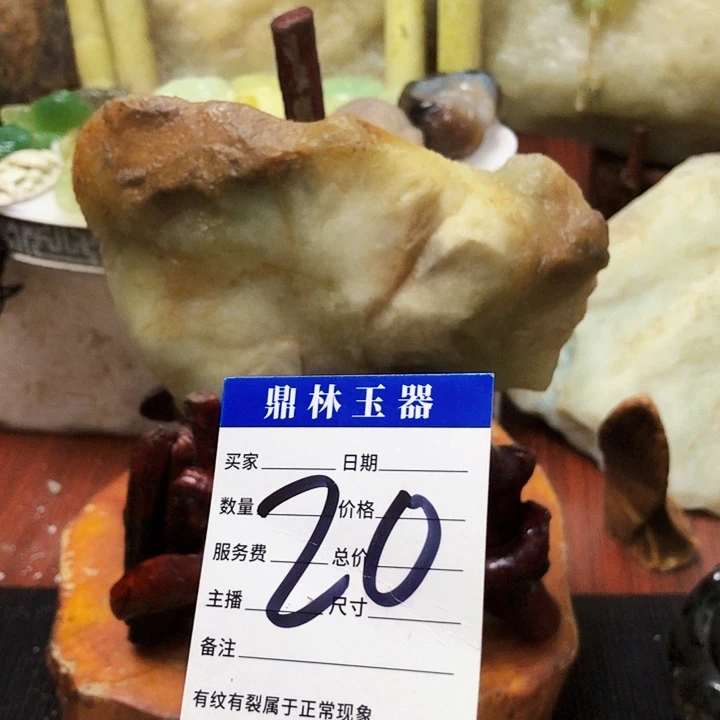 鼎林玉器
买家 日期
数量 价格
服务费 总价
主播 尺寸
备注
20
有纹有裂属于正常现象